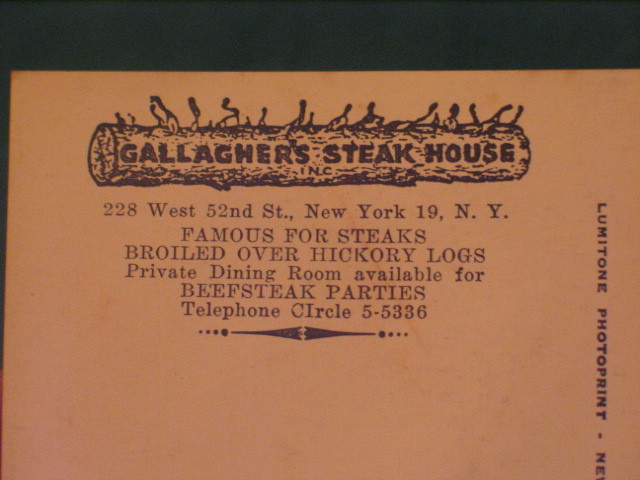 GALLAGHER'S STEAK HOUSE
INC.
228 West 52nd St., New York 19, N. Y.
FAMOUS FOR STEAKS
BROILED OVER HICKORY LOGS
Private Dining Room available for
BEEFSTEAK PARTIES
Telephone CIrcle 5-5336
LUMITONE PHOTOPRINT - NEW